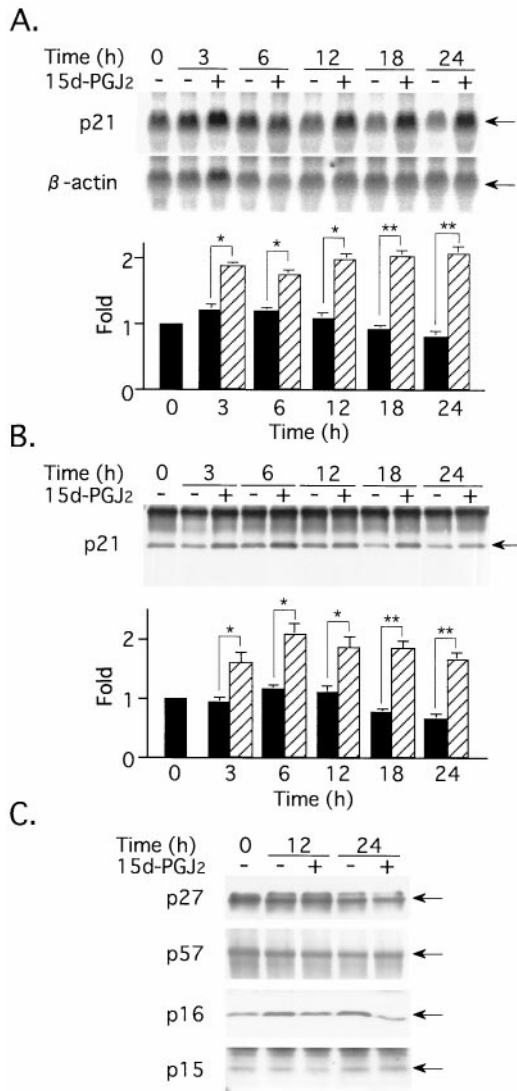 A.
Time (h) 0 3 6 12 18 24
15d-PGJ2 - - + - + - + - + - +
p21
β-actin
* * * ** **
2
1
0
Fold
0 3 6 12 18 24
Time (h)
B.
Time (h) 0 3 6 12 18 24
15d-PGJ2 - - + - + - + - + - +
p21
* * * ** **
2
1
0
Fold
0 3 6 12 18 24
Time (h)
C.
Time (h) 0 12 24
15d-PGJ2 - - + - +
p27
p57
p16
p15